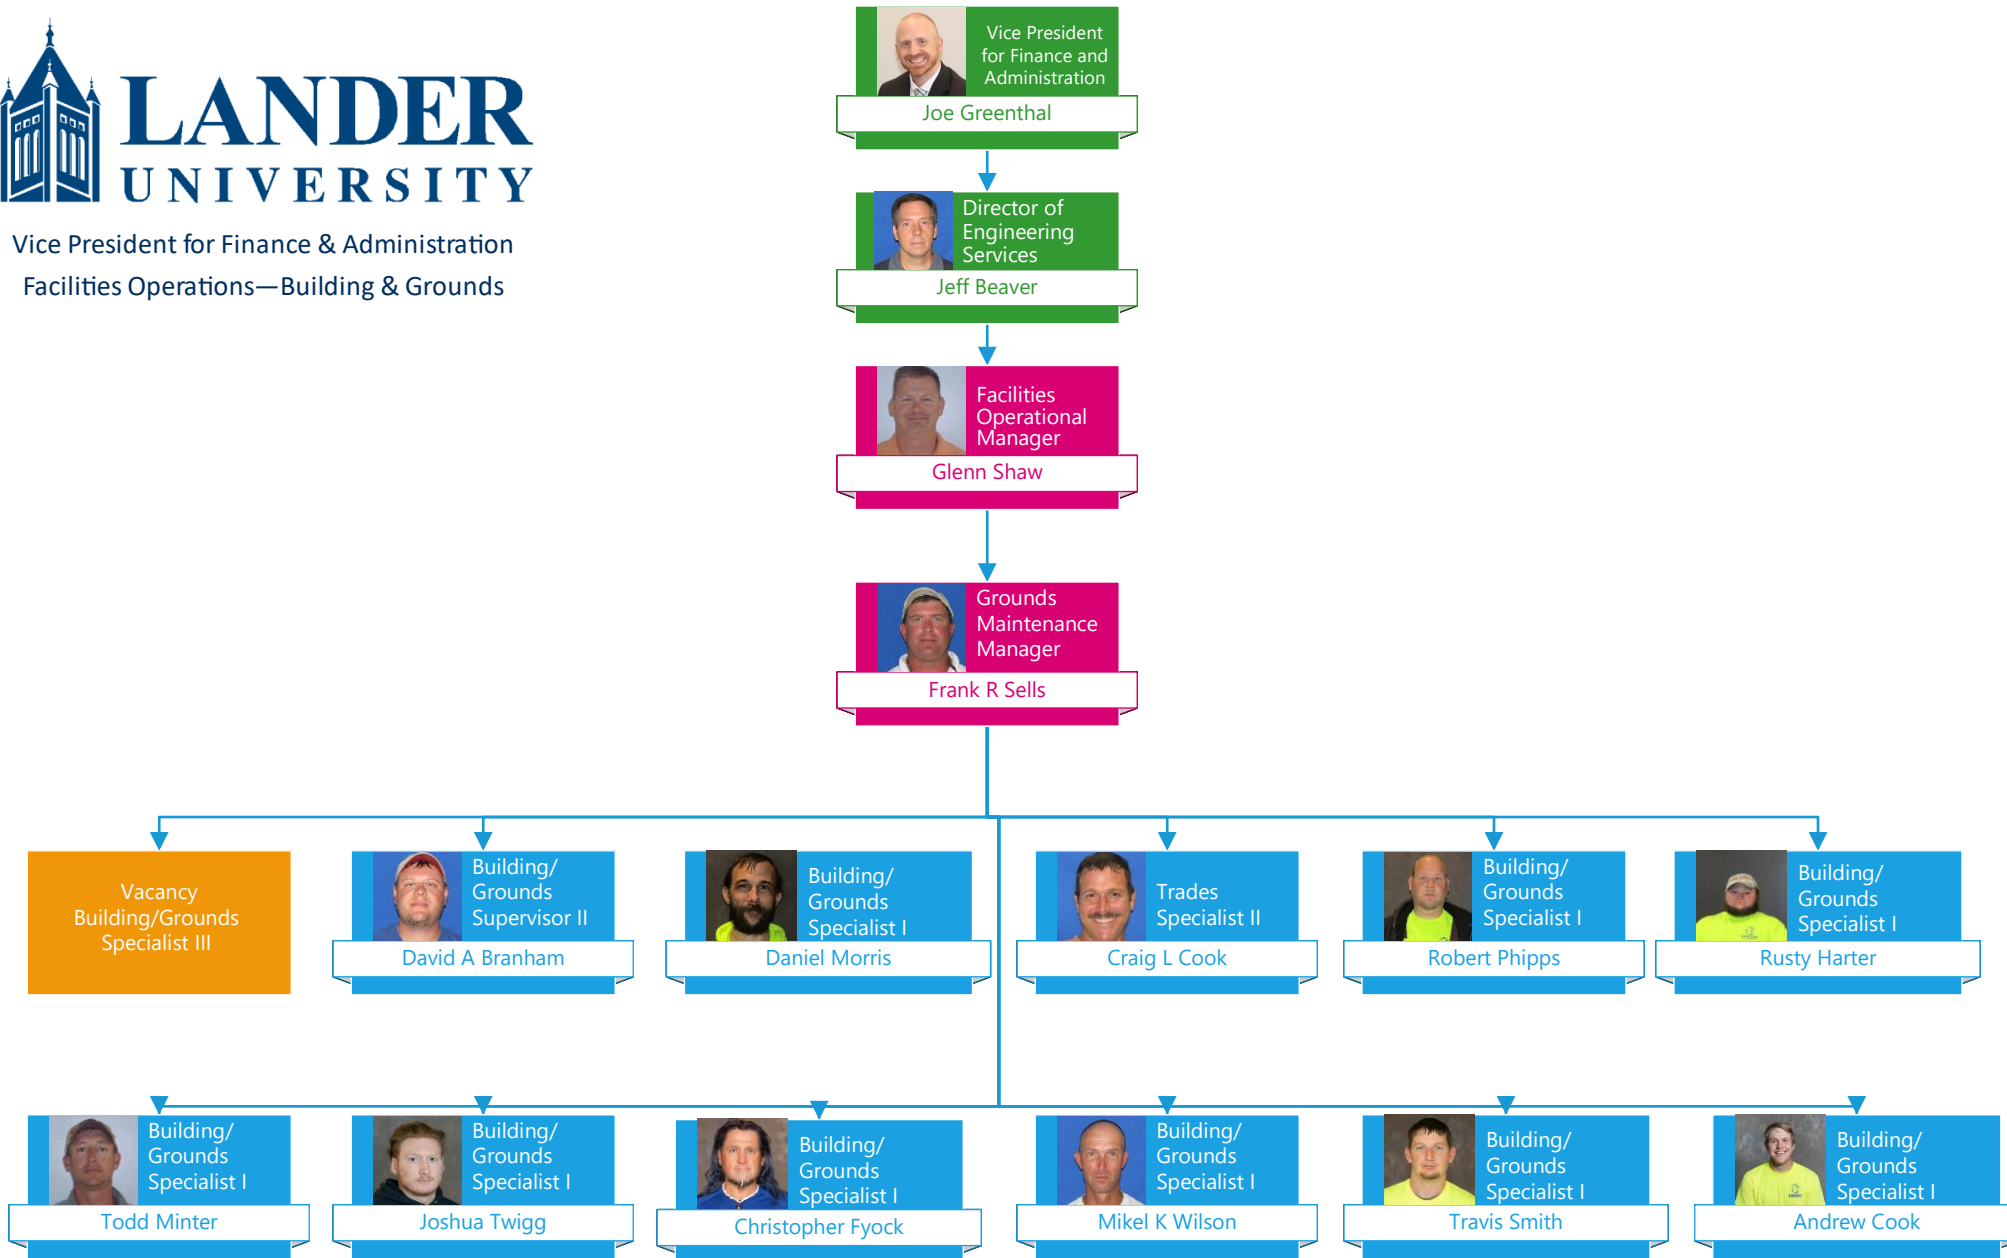 LANDER
UNIVERSITY
Vice President for Finance & Administration
Facilities Operations—Building & Grounds
Vice President
for Finance and
Administration
Joe Greenthal
Director of
Engineering
Services
Jeff Beaver
Facilities
Operational
Manager
Glenn Shaw
Grounds
Maintenance
Manager
Frank R Sells
Vacancy
Building/Grounds
Specialist III
Building/
Grounds
Supervisor II
David A Branham
Building/
Grounds
Specialist I
Daniel Morris
Trades
Specialist II
Craig L Cook
Building/
Grounds
Specialist I
Robert Phipps
Building/
Grounds
Specialist I
Rusty Harter
Building/
Grounds
Specialist I
Todd Minter
Building/
Grounds
Specialist I
Joshua Twigg
Building/
Grounds
Specialist I
Christopher Fyock
Building/
Grounds
Specialist I
Mikel K Wilson
Building/
Grounds
Specialist I
Travis Smith
Building/
Grounds
Specialist I
Andrew Cook